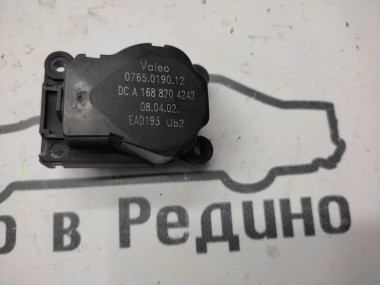 Valeo
0765.0190.12
DC A 168 820 4242
08.04.02.
EAD193 Ub2
о в Редино